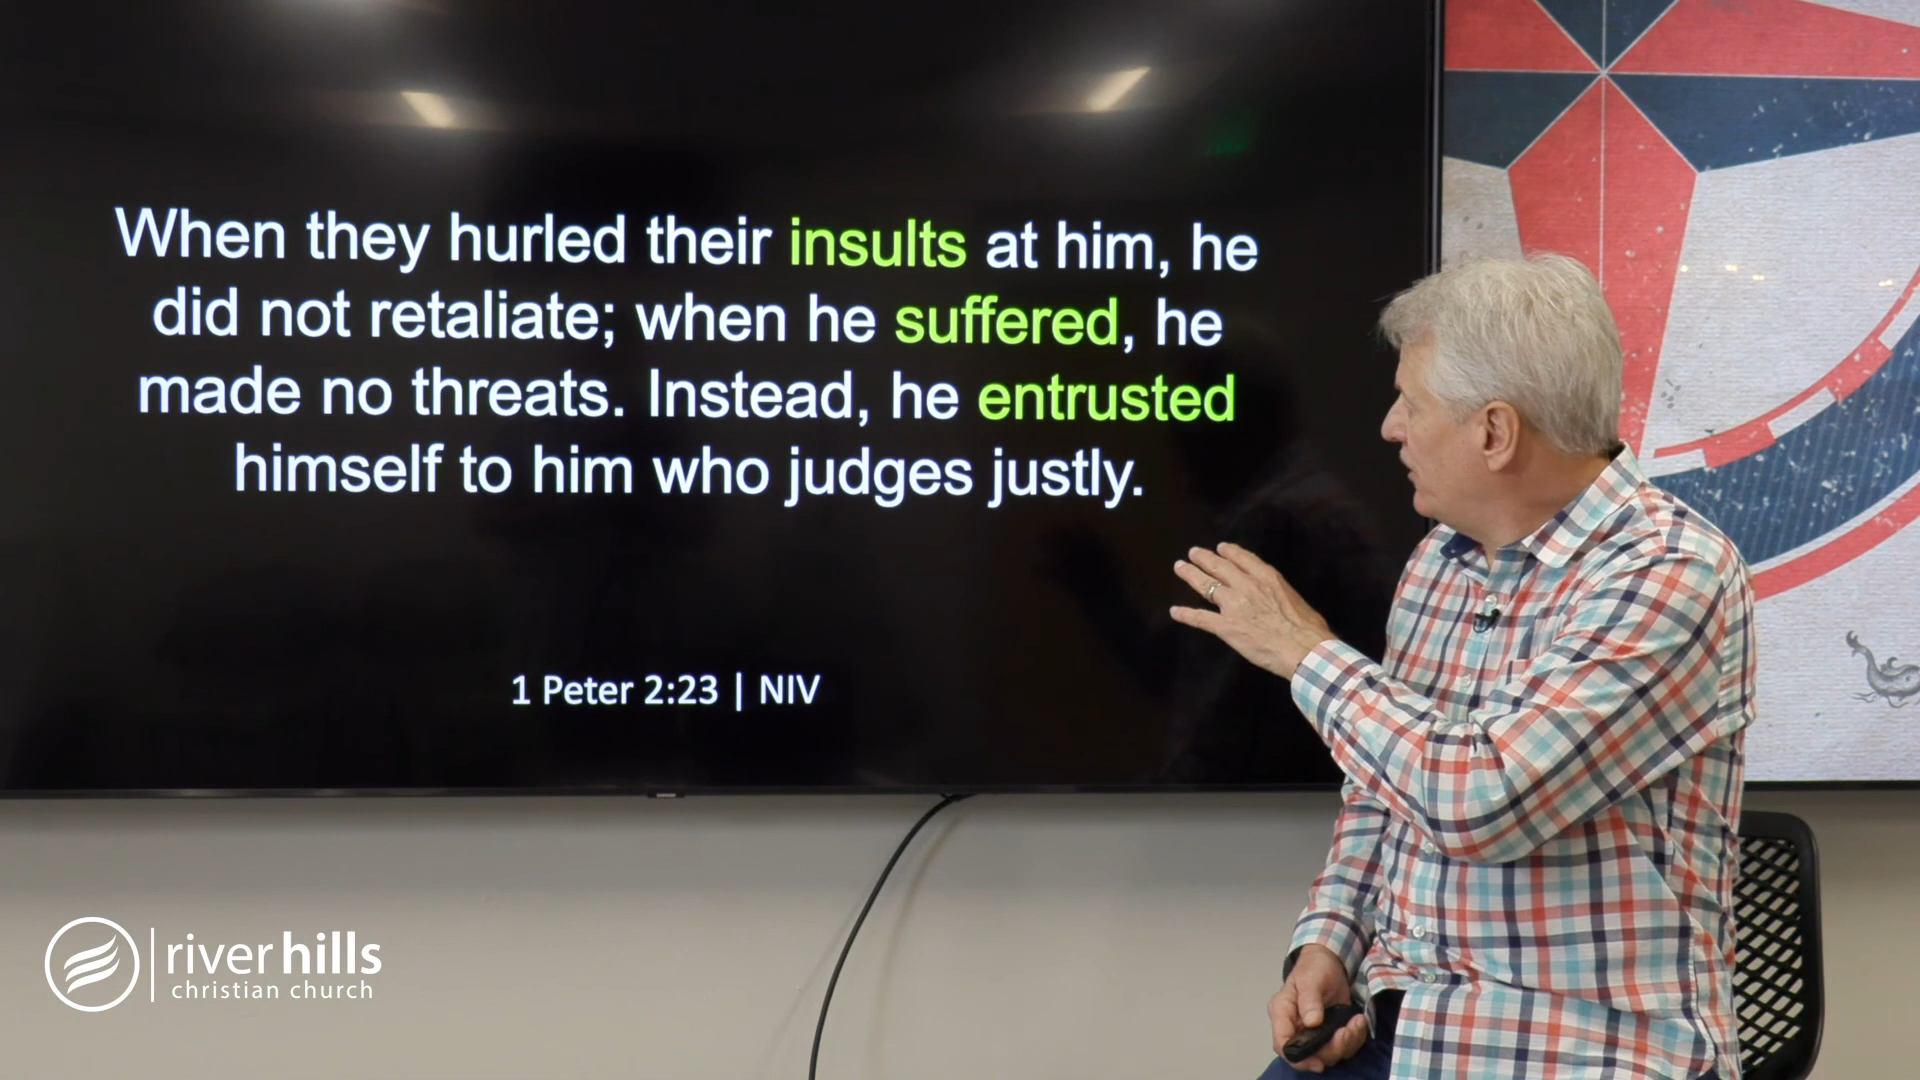 When they hurled their insults at him, he
did not retaliate; when he suffered, he
made no threats. Instead, he entrusted
himself to him who judges justly.
1 Peter 2:23 | NIV
river hills
christian church